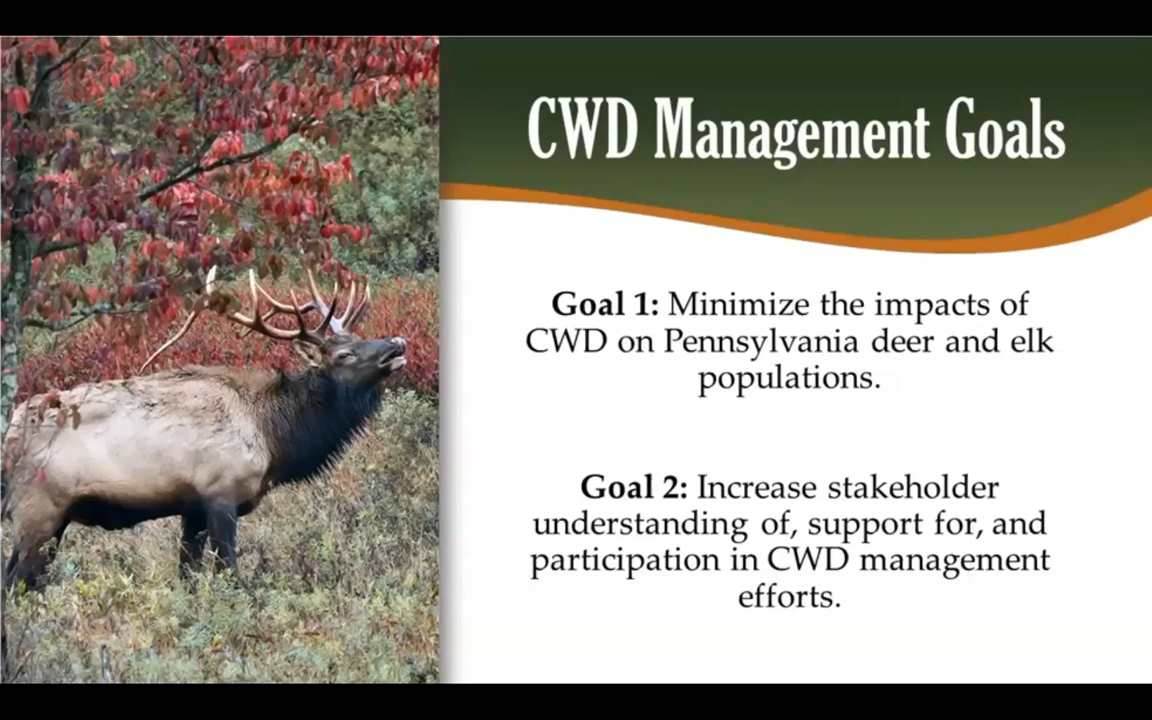 CWD Management Goals
Goal 1: Minimize the impacts of
CWD on Pennsylvania deer and elk
populations.
Goal 2: Increase stakeholder
understanding of, support for, and
participation in CWD management
efforts.